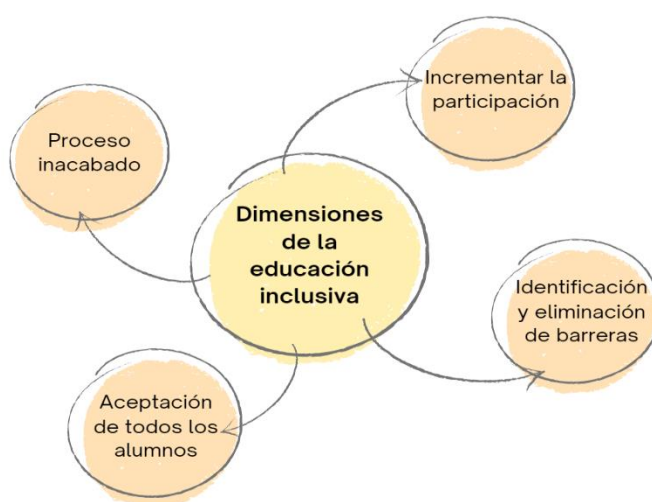 Incrementar la
participación
Proceso
inacabado
Dimensiones
de la
educación
inclusiva
Identificación
y eliminación
de barreras
Aceptación
de todos los
alumnos